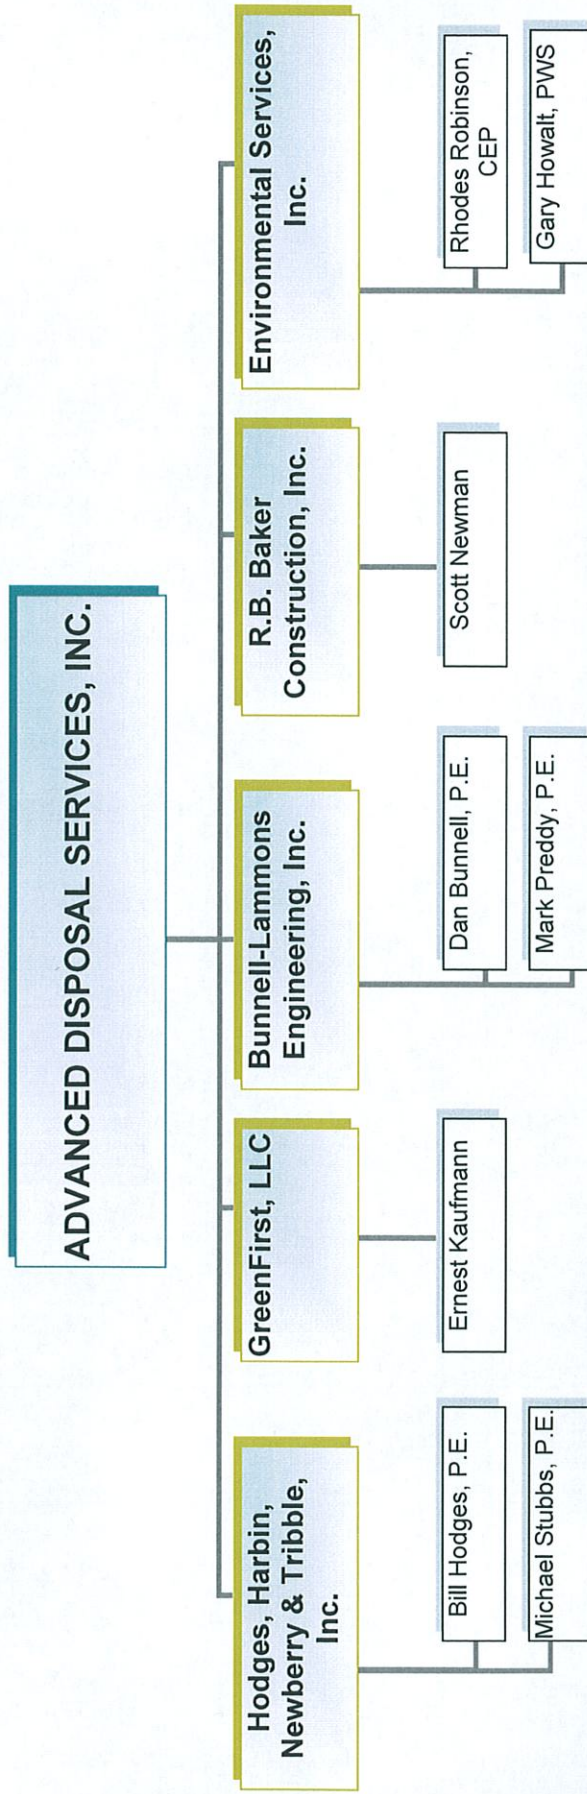 ADVANCED DISPOSAL SERVICES, INC.
Hodges, Harbin,
Newberry & Tribble,
Inc.
Bill Hodges, P.E.
Michael Stubbs, P.E.
GreenFirst, LLC
Ernest Kaufmann
Bunnell-Lammons
Engineering, Inc.
Dan Bunnell, P.E.
Mark Preddy, P.E.
R.B. Baker
Construction, Inc.
Scott Newman
Environmental Services,
Inc.
Rhodes Robinson,
CEP
Gary Howalt, PWS